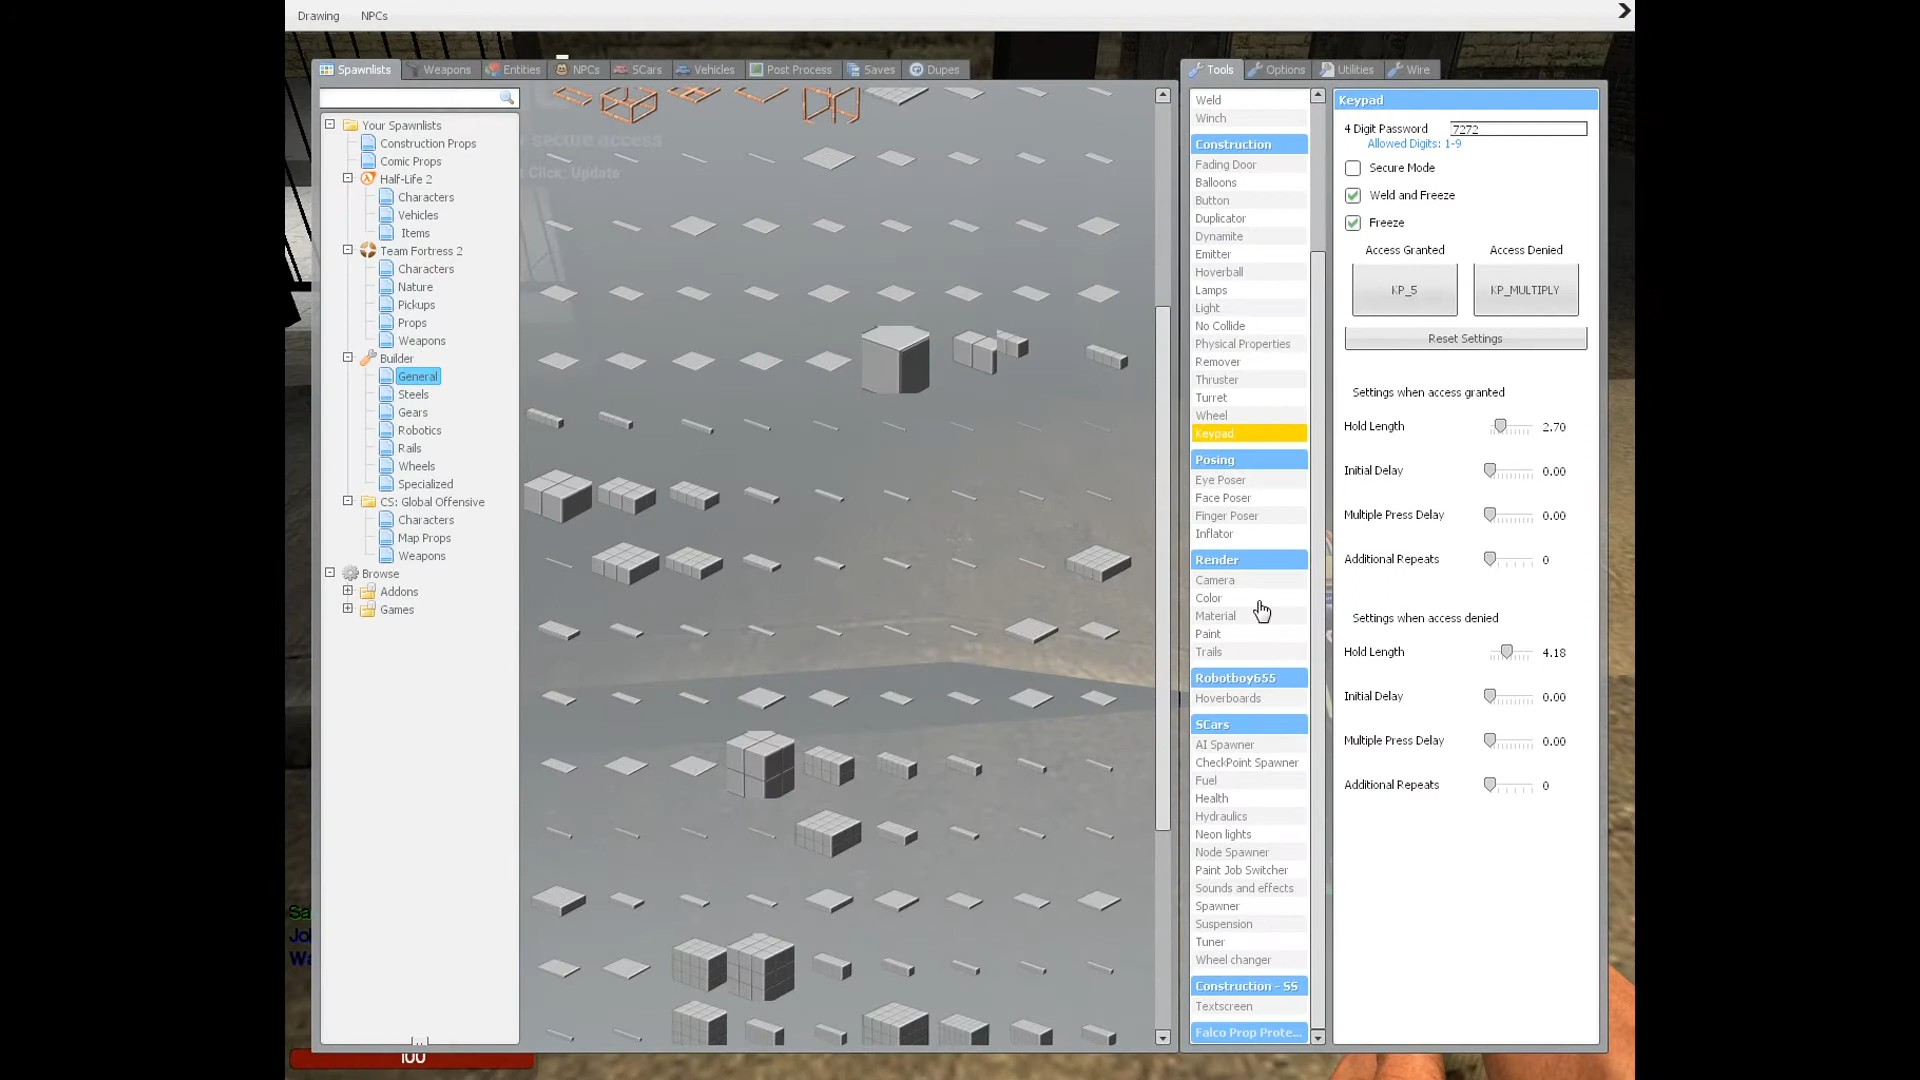 Drawing NPCs
Spawnlists Weapons Entities NPCs SCars Vehicles Post Process Saves Dupes
Tools Options Utilities Wire
Your Spawnlists
Construction Props
Comic Props
Half-Life 2
Characters
Vehicles
Items
Team Fortress 2
Characters
Nature
Pickups
Props
Weapons
Builder
General
Steels
Gears
Robotics
Rails
Wheels
Specialized
CS: Global Offensive
Characters
Map Props
Weapons
Browse
Addons
Games
secure access
Click: Update
100
Weld
Winch
Construction
Fading Door
Balloons
Button
Duplicator
Dynamite
Emitter
Hoverball
Lamps
Light
No Collide
Physical Properties
Remover
Thruster
Turret
Wheel
Keypad
Posing
Eye Poser
Face Poser
Finger Poser
Inflator
Render
Camera
Color
Material
Paint
Trails
Robotboy655
Hoverboards
SCars
AI Spawner
CheckPoint Spawner
Fuel
Health
Hydraulics
Neon lights
Node Spawner
Paint Job Switcher
Sounds and effects
Spawner
Suspension
Tuner
Wheel changer
Construction - SS
Textscreen
Falco Prop Prote...
Keypad
4 Digit Password 7272
Allowed Digits: 1-9
Secure Mode
Weld and Freeze
Freeze
Access Granted Access Denied
KP_5 KP_MULTIPLY
Reset Settings
Settings when access granted
Hold Length 2.70
Initial Delay 0.00
Multiple Press Delay 0.00
Additional Repeats 0
Settings when access denied
Hold Length 4.18
Initial Delay 0.00
Multiple Press Delay 0.00
Additional Repeats 0